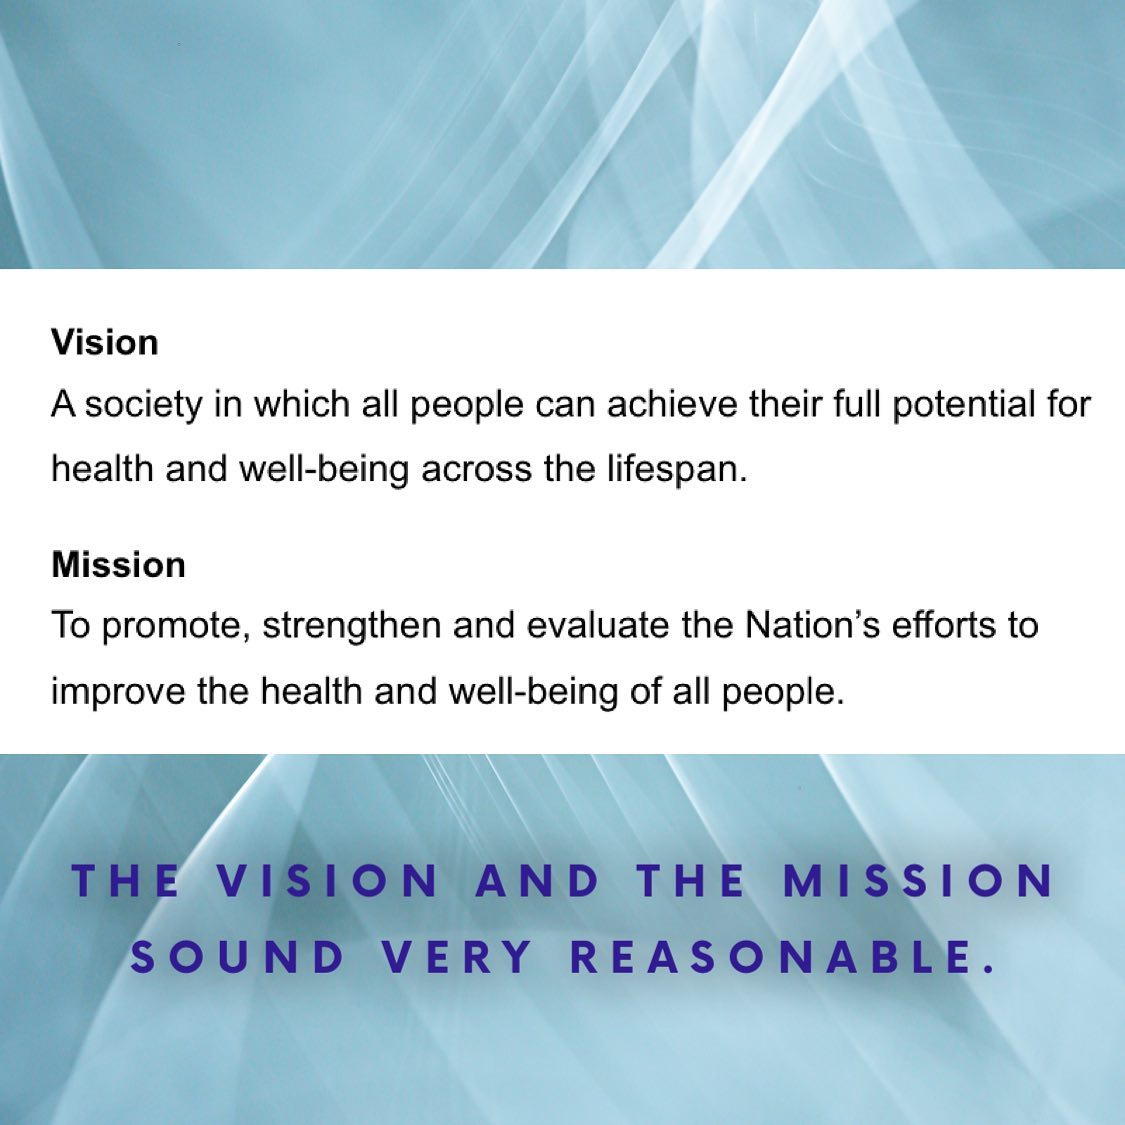 Vision
A society in which all people can achieve their full potential for
health and well-being across the lifespan.
Mission
To promote, strengthen and evaluate the Nation’s efforts to
improve the health and well-being of all people.
THE VISION AND THE MISSION
SOUND VERY REASONABLE.